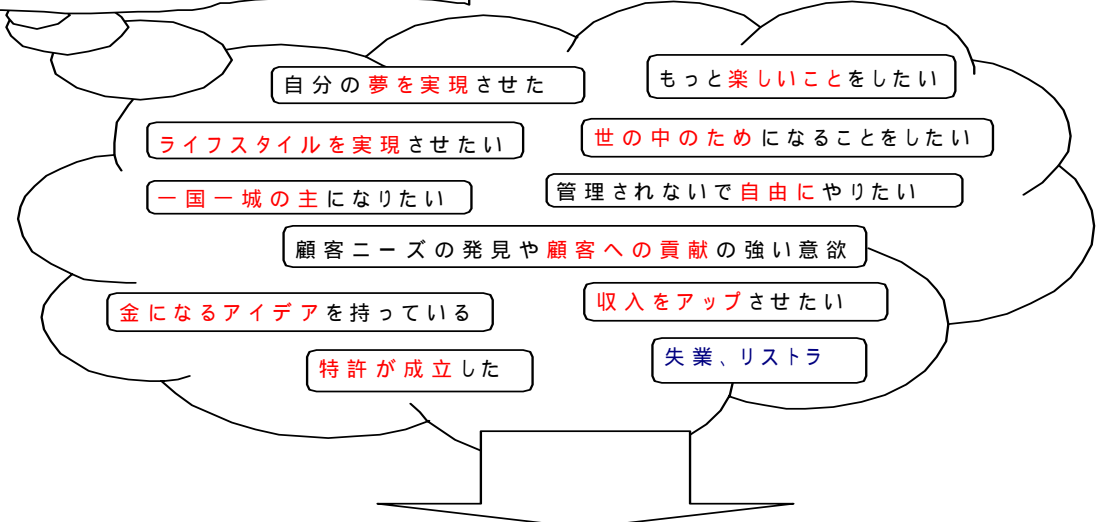 自分の夢を実現させた
もっと楽しいことをしたい
ライフスタイルを実現させたい
世の中のためになることをしたい
一国一城の主になりたい
管理されないで自由にやりたい
顧客ニーズの発見や顧客への貢献の強い意欲
金になるアイデアを持っている
収入をアップさせたい
特許が成立した
失業、リストラ